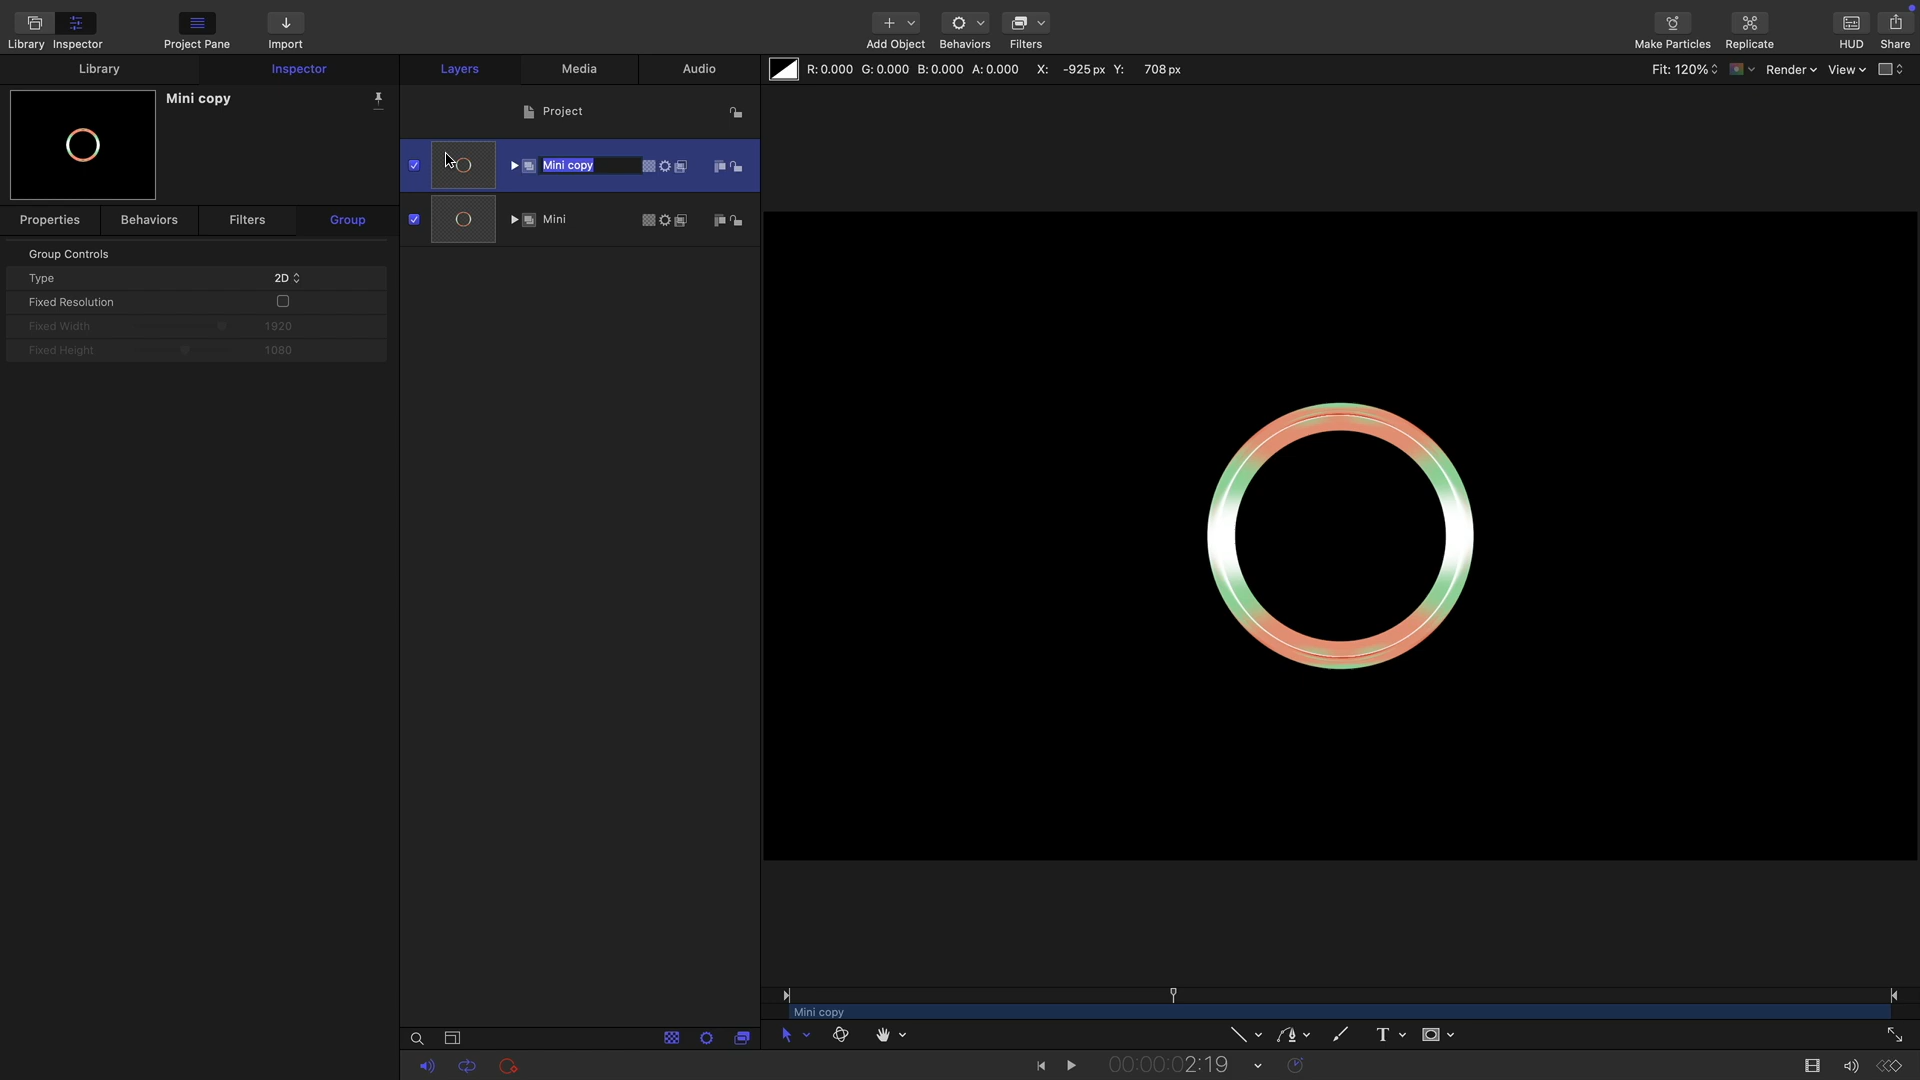 Library Inspector
Project Pane
Import
Add Object
Behaviors
Filters
Make Particles
Replicate
HUD
Share
Library
Inspector
Layers
Media
Audio
R: 0.000 G: 0.000 B: 0.000 A: 0.000 X: -925 px Y: 708 px
Fit: 120%
Render
View
Mini copy
Project
Mini copy
Mini
Properties
Behaviors
Filters
Group
Group Controls
Type 2D
Fixed Resolution
Fixed Width 1920
Fixed Height 1080
Mini copy
T
00:00:02:19